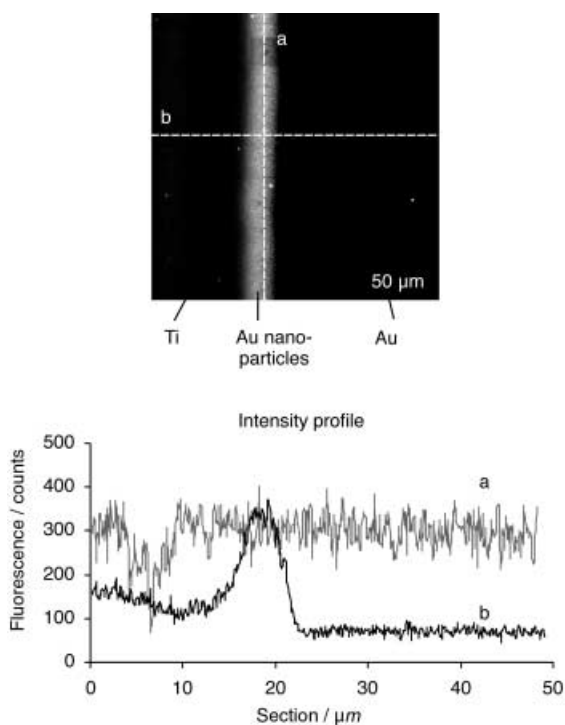 a
b
50 μm
Ti
Au nano-
particles
Au
Intensity profile
Fluorescence / counts
500
400
300
200
100
0
a
b
0
10
20
30
40
50
Section / μm